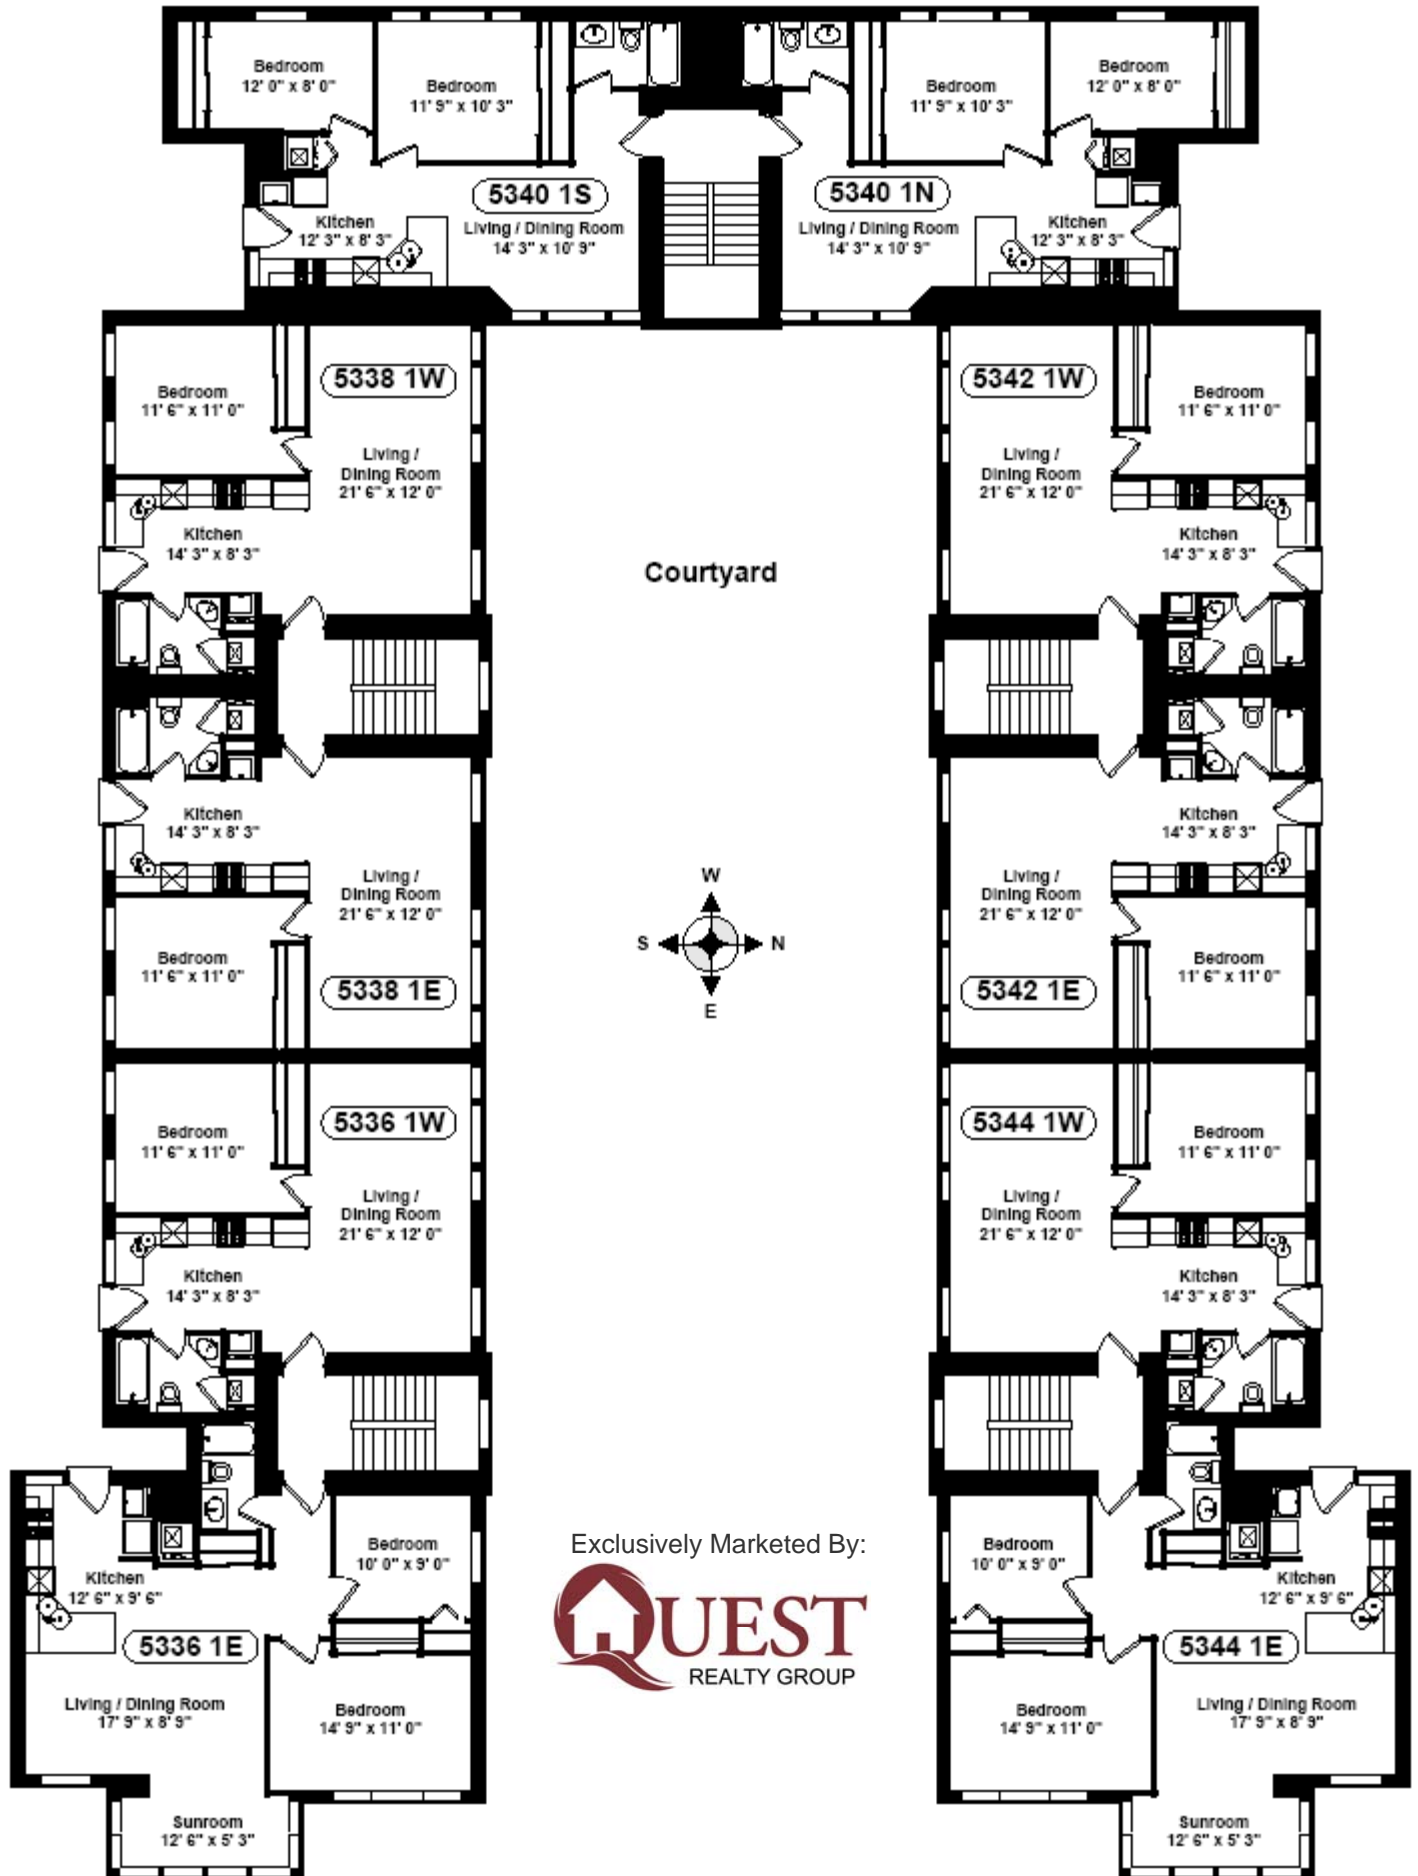 Bedroom
12' 0" x 8' 0"
Bedroom
11' 9" x 10' 3"
Bedroom
11' 9" x 10' 3"
Bedroom
12' 0" x 8' 0"
5340 1S
5340 1N
Kitchen
12' 3" x 8' 3"
Living / Dining Room
14' 3" x 10' 9"
Living / Dining Room
14' 3" x 10' 9"
Kitchen
12' 3" x 8' 3"
5338 1W
5342 1W
Bedroom
11' 6" x 11' 0"
Bedroom
11' 6" x 11' 0"
Living /
Dining Room
21' 6" x 12' 0"
Living /
Dining Room
21' 6" x 12' 0"
Kitchen
14' 3" x 8' 3"
Kitchen
14' 3" x 8' 3"
Courtyard
Kitchen
14' 3" x 8' 3"
Kitchen
14' 3" x 8' 3"
Living /
Dining Room
21' 6" x 12' 0"
Living /
Dining Room
21' 6" x 12' 0"
W
S
N
E
Bedroom
11' 6" x 11' 0"
Bedroom
11' 6" x 11' 0"
5338 1E
5342 1E
5336 1W
5344 1W
Bedroom
11' 6" x 11' 0"
Bedroom
11' 6" x 11' 0"
Living /
Dining Room
21' 6" x 12' 0"
Living /
Dining Room
21' 6" x 12' 0"
Kitchen
14' 3" x 8' 3"
Kitchen
14' 3" x 8' 3"
Bedroom
10' 0" x 9' 0"
Exclusively Marketed By:
QUEST
REALTY GROUP
Bedroom
10' 0" x 9' 0"
Kitchen
12' 6" x 9' 6"
Kitchen
12' 6" x 9' 6"
5336 1E
5344 1E
Living / Dining Room
17' 9" x 8' 9"
Bedroom
14' 9" x 11' 0"
Bedroom
14' 9" x 11' 0"
Living / Dining Room
17' 9" x 8' 9"
Sunroom
12' 6" x 5' 3"
Sunroom
12' 6" x 5' 3"